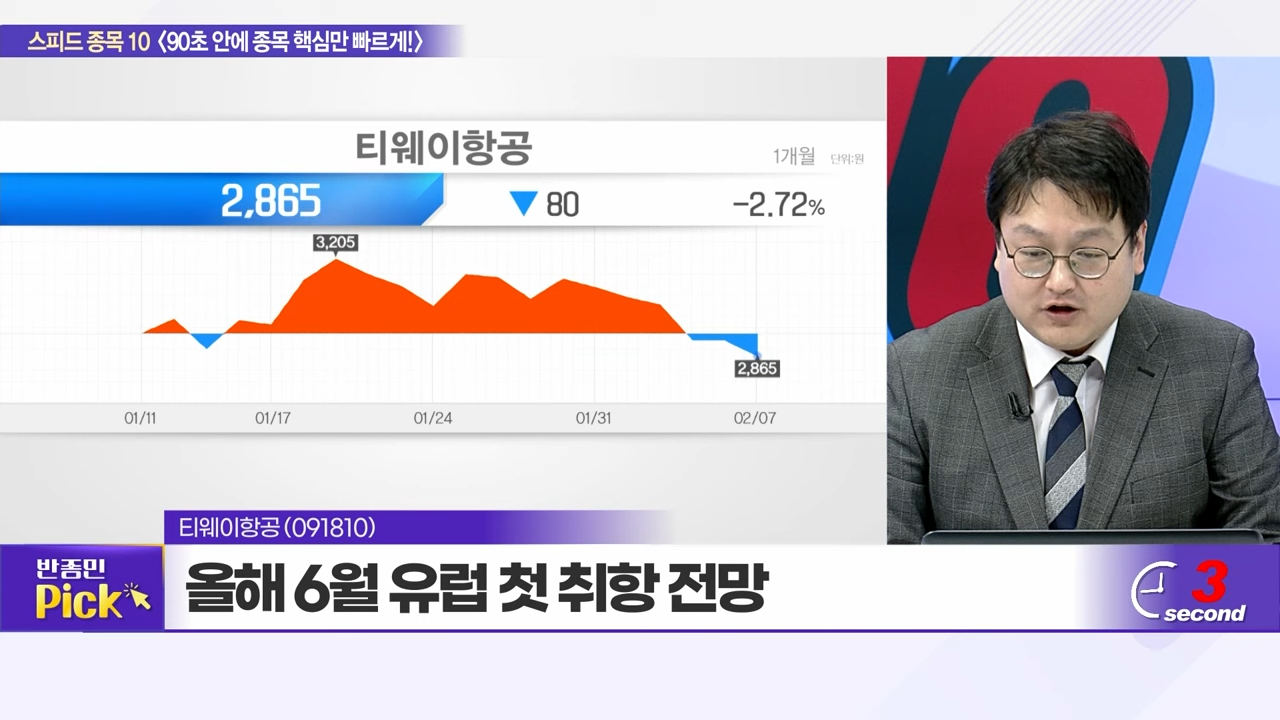 스피드 종목 10 〈90초 안에 종목 핵심만 빠르게!〉
티웨이항공
1개월 단위:원
2,865 ▼ 80 -2.72%
3,205
2,865
01/11 01/17 01/24 01/31 02/07
티웨이항공(091810)
반종민
Pick
올해 6월 유럽 첫 취항 전망
3
second